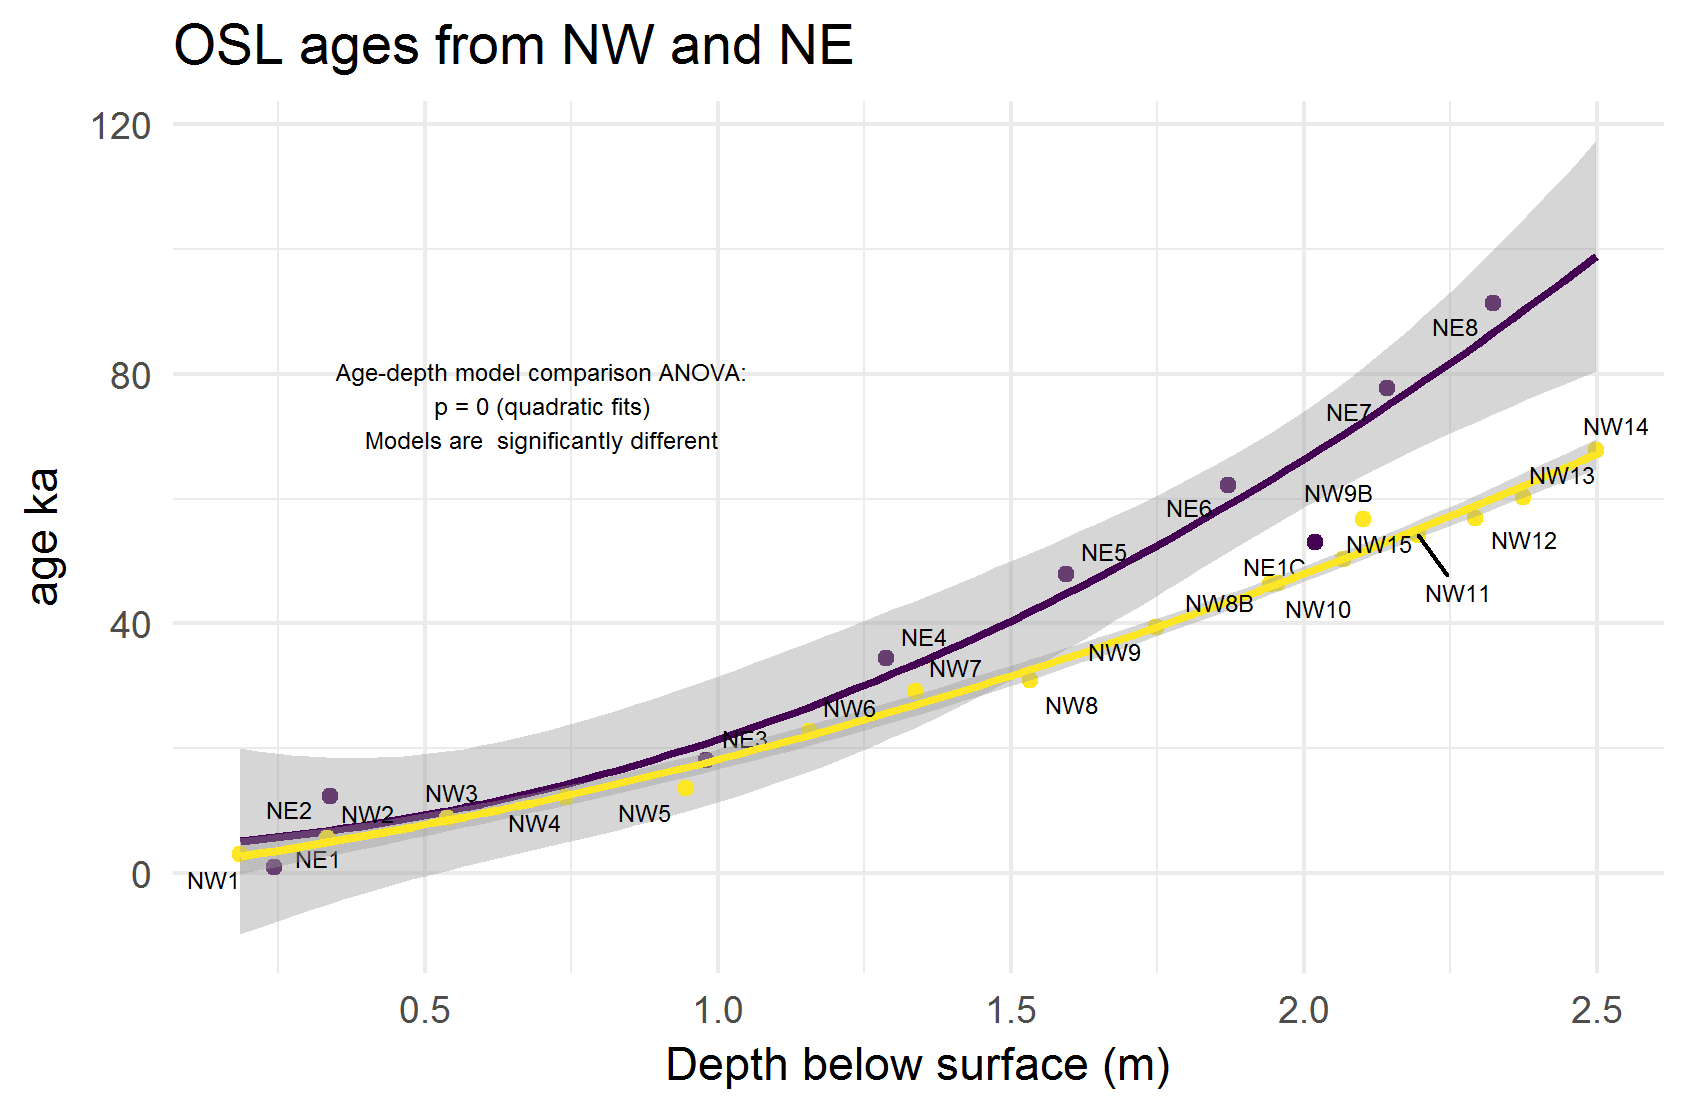 OSL ages from NW and NE
120
80
40
0
age ka
Age-depth model comparison ANOVA:
p = 0 (quadratic fits)
Models are  significantly different
NE8
NE7
NW14
NW13
NW9B
NE6
NW15
NW12
NE5
NE1C
NW11
NW8B
NW10
NE4
NW9
NW7
NW6
NW8
NE3
NW3
NE2
NW2
NW5
NW4
NE1
NW1
0.5
1.0
1.5
2.0
2.5
Depth below surface (m)